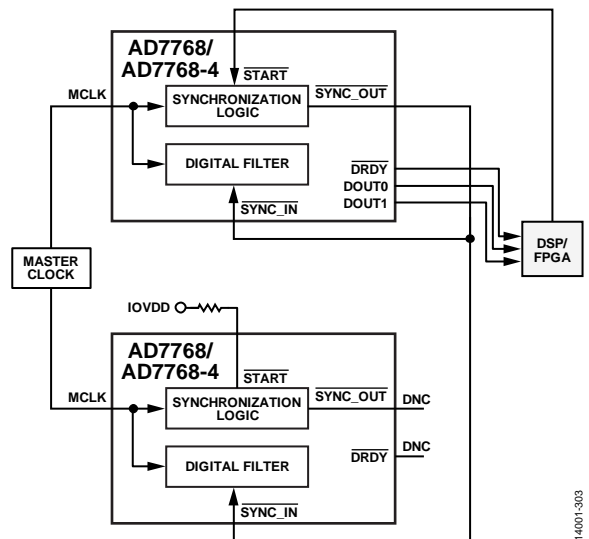 AD7768/
AD7768-4
START
MCLK
SYNCHRONIZATION
LOGIC
SYNC_OUT
DIGITAL FILTER
DRDY
DOUT0
DOUT1
SYNC_IN
DSP/
FPGA
MASTER
CLOCK
IOVDD
AD7768/
AD7768-4
START
MCLK
SYNCHRONIZATION
LOGIC
SYNC_OUT
DNC
DIGITAL FILTER
DRDY
DNC
SYNC_IN
14001-303